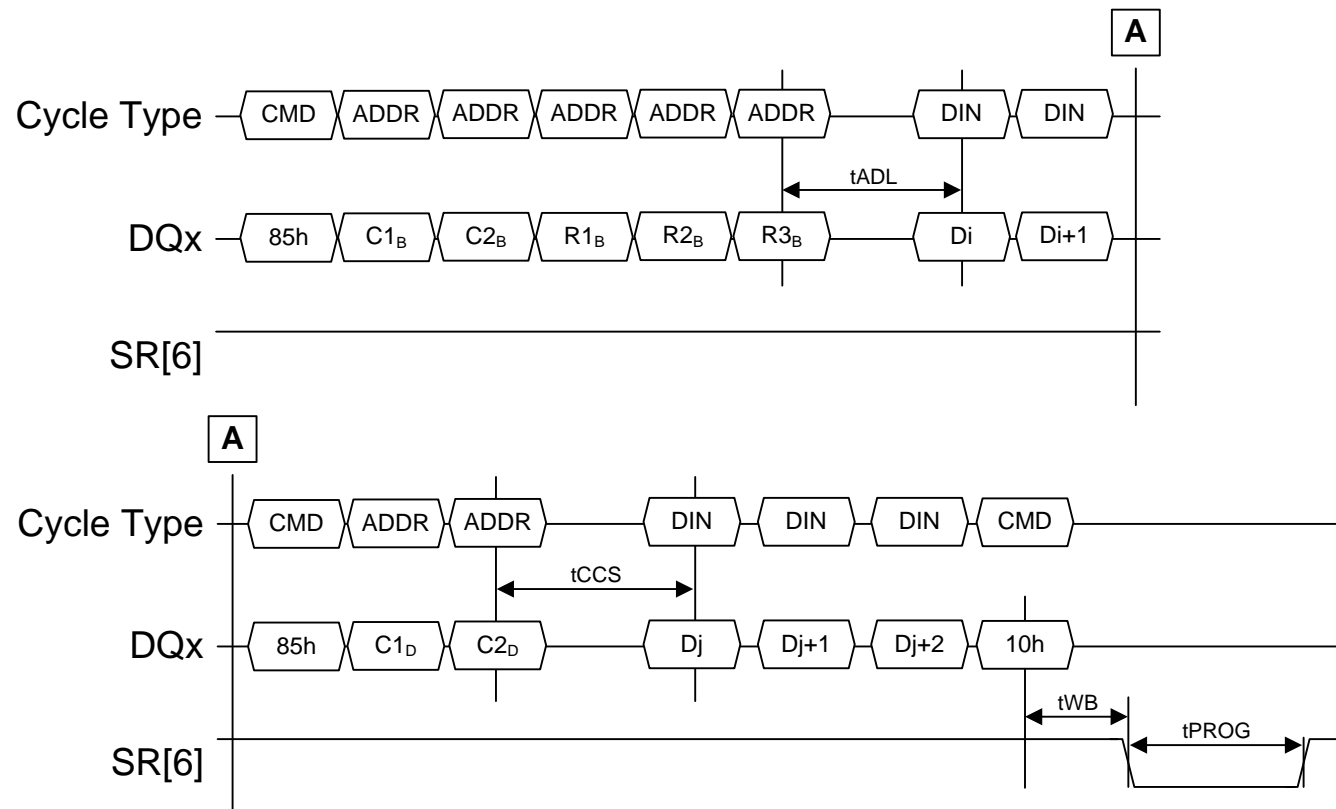 A
Cycle Type CMD ADDR ADDR ADDR ADDR ADDR DIN DIN
tADL
DQx 85h C1B C2B R1B R2B R3B Di Di+1
SR[6]
A
Cycle Type CMD ADDR ADDR DIN DIN DIN CMD
tCCS
DQx 85h C1D C2D Dj Dj+1 Dj+2 10h
tWB tPROG
SR[6]